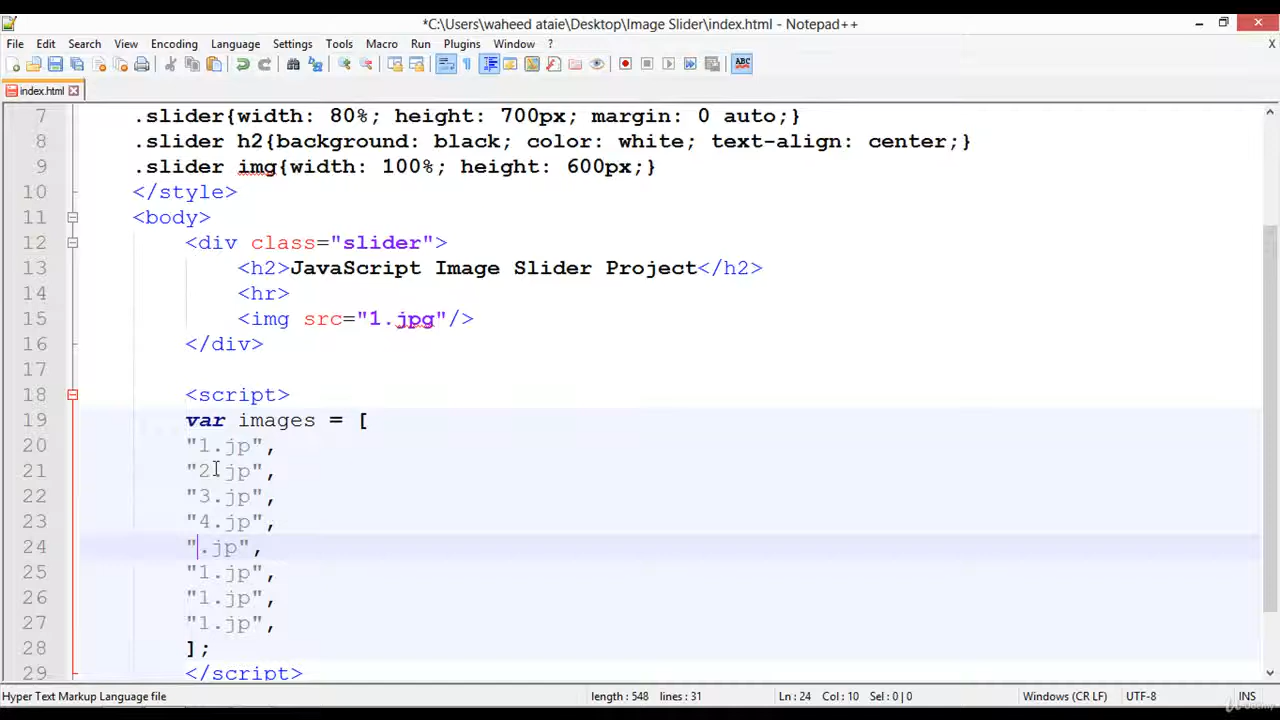 *C:\Users\waheed ataie\Desktop\Image Slider\index.html - Notepad++
File Edit Search View Encoding Language Settings Tools Macro Run Plugins Window ? X
ABC
index.html
7 .slider{width: 80%; height: 700px; margin: 0 auto;}
8 .slider h2{background: black; color: white; text-align: center;}
9 .slider img{width: 100%; height: 600px;}
10 </style>
11 <body>
12 <div class="slider">
13 <h2>JavaScript Image Slider Project</h2>
14 <hr>
15 <img src="1.jpg"/>
16 </div>
17
18 <script>
19 var images = [
20 "1.jp",
21 "2.jp",
22 "3.jp",
23 "4.jp",
24 ".jp",
25 "1.jp",
26 "1.jp",
27 "1.jp",
28 ];
29 </script>
Hyper Text Markup Language file length : 548 lines : 31 Ln : 24 Col : 10 Sel : 0 | 0 Windows (CR LF) UTF-8 INS
Udemy